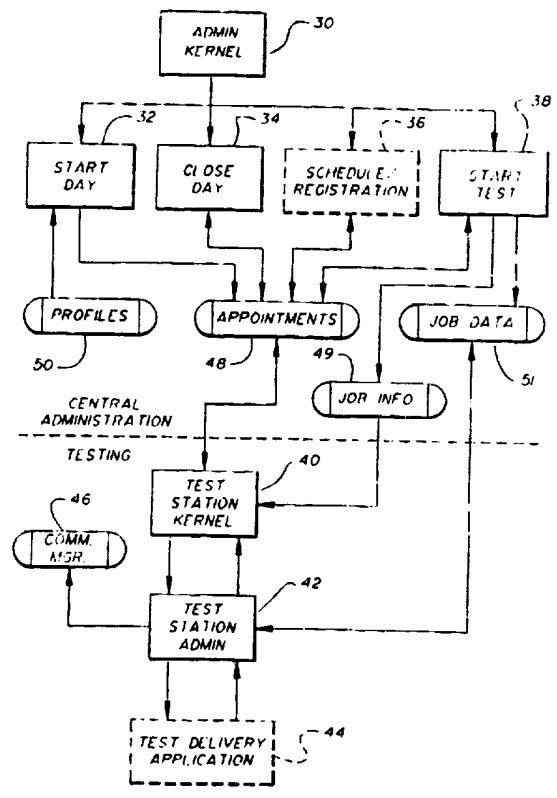 ADMIN
KERNEL
30
32
34
36
38
START
DAY
CLOSE
DAY
SCHEDULE/
REGISTRATION
START
TEST
PROFILES
APPOINTMENTS
JOB DATA
50
48
49
51
JOB INFO
CENTRAL
ADMINISTRATION
TESTING
40
46
TEST
STATION
KERNEL
COMM.
MGR.
42
TEST
STATION
ADMIN
TEST DELIVERY
APPLICATION
44